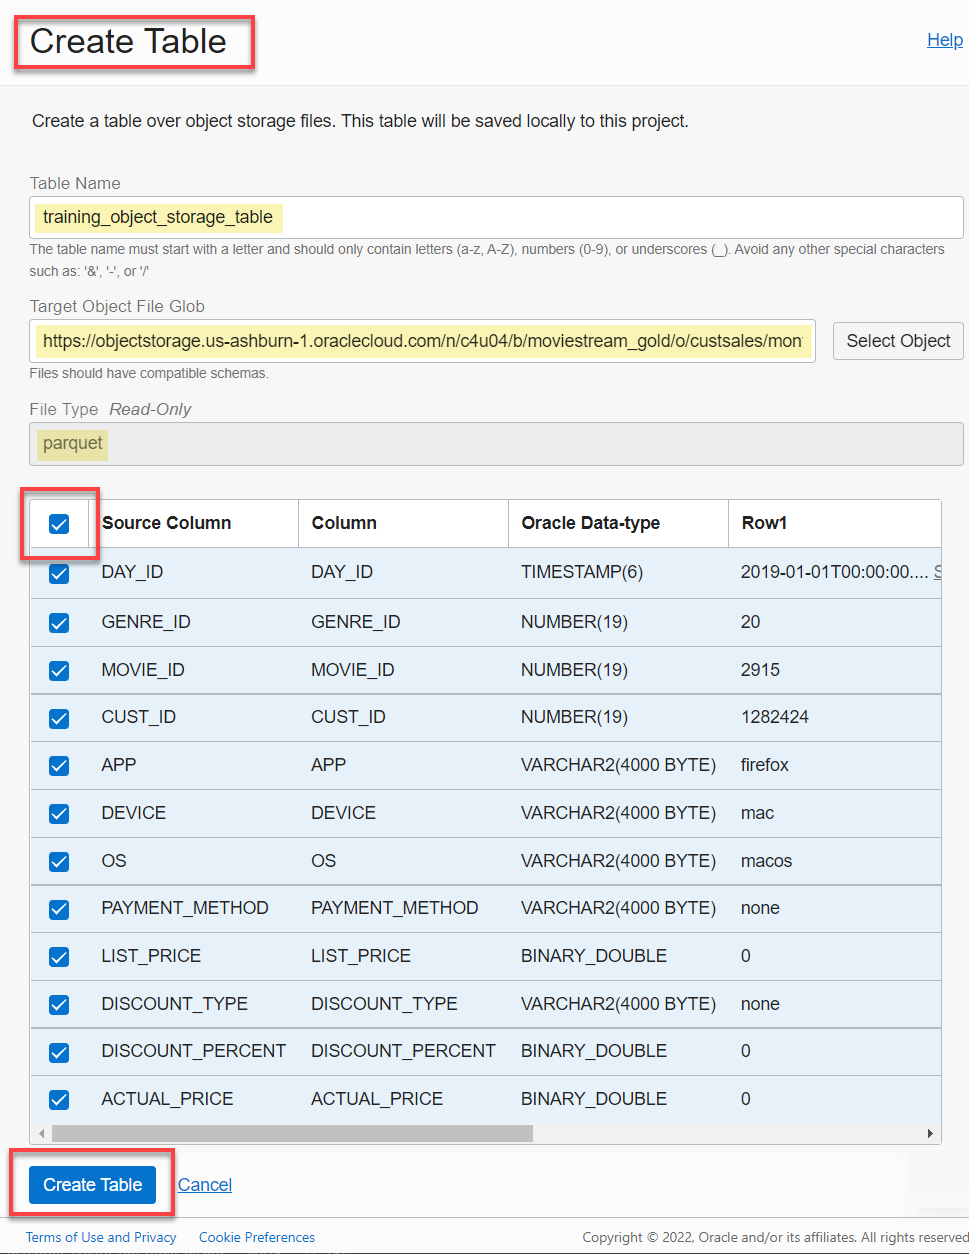 Create Table
Help
Create a table over object storage files. This table will be saved locally to this project.
Table Name
training_object_storage_table
The table name must start with a letter and should only contain letters (a-z, A-Z), numbers (0-9), or underscores (_). Avoid any other special characters
such as: '&', '-', or '/'
Target Object File Glob
https://objectstorage.us-ashburn-1.oraclecloud.com/n/c4u04/b/moviestream_gold/o/custsales/mon
Select Object
Files should have compatible schemas.
File Type Read-Only
parquet
Source Column Column Oracle Data-type Row1
DAY_ID DAY_ID TIMESTAMP(6) 2019-01-01T00:00:00.... S
GENRE_ID GENRE_ID NUMBER(19) 20
MOVIE_ID MOVIE_ID NUMBER(19) 2915
CUST_ID CUST_ID NUMBER(19) 1282424
APP APP VARCHAR2(4000 BYTE) firefox
DEVICE DEVICE VARCHAR2(4000 BYTE) mac
OS OS VARCHAR2(4000 BYTE) macos
PAYMENT_METHOD PAYMENT_METHOD VARCHAR2(4000 BYTE) none
LIST_PRICE LIST_PRICE BINARY_DOUBLE 0
DISCOUNT_TYPE DISCOUNT_TYPE VARCHAR2(4000 BYTE) none
DISCOUNT_PERCENT DISCOUNT_PERCENT BINARY_DOUBLE 0
ACTUAL_PRICE ACTUAL_PRICE BINARY_DOUBLE 0
Create Table Cancel
Terms of Use and Privacy Cookie Preferences Copyright © 2022, Oracle and/or its affiliates. All rights reserved